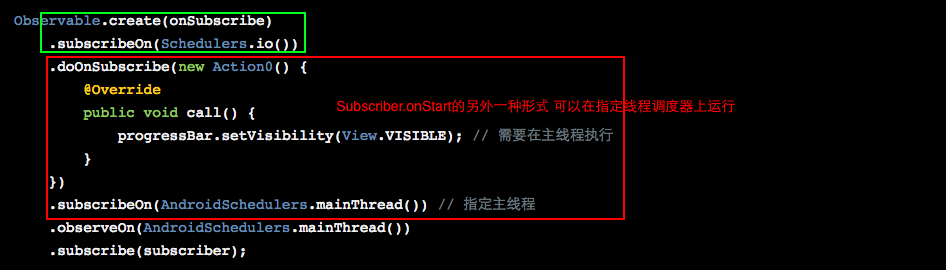 Observable.create(onSubscribe)
.subscribeOn(Schedulers.io())
.doOnSubscribe(new Action0() {
@Override
public void call() {
Subscriber.onStart的另外一种形式 可以在指定线程调度器上运行
progressBar.setVisibility(View.VISIBLE); // 需要在主线程执行
}
})
.subscribeOn(AndroidSchedulers.mainThread()) // 指定主线程
.observeOn(AndroidSchedulers.mainThread())
.subscribe(subscriber);